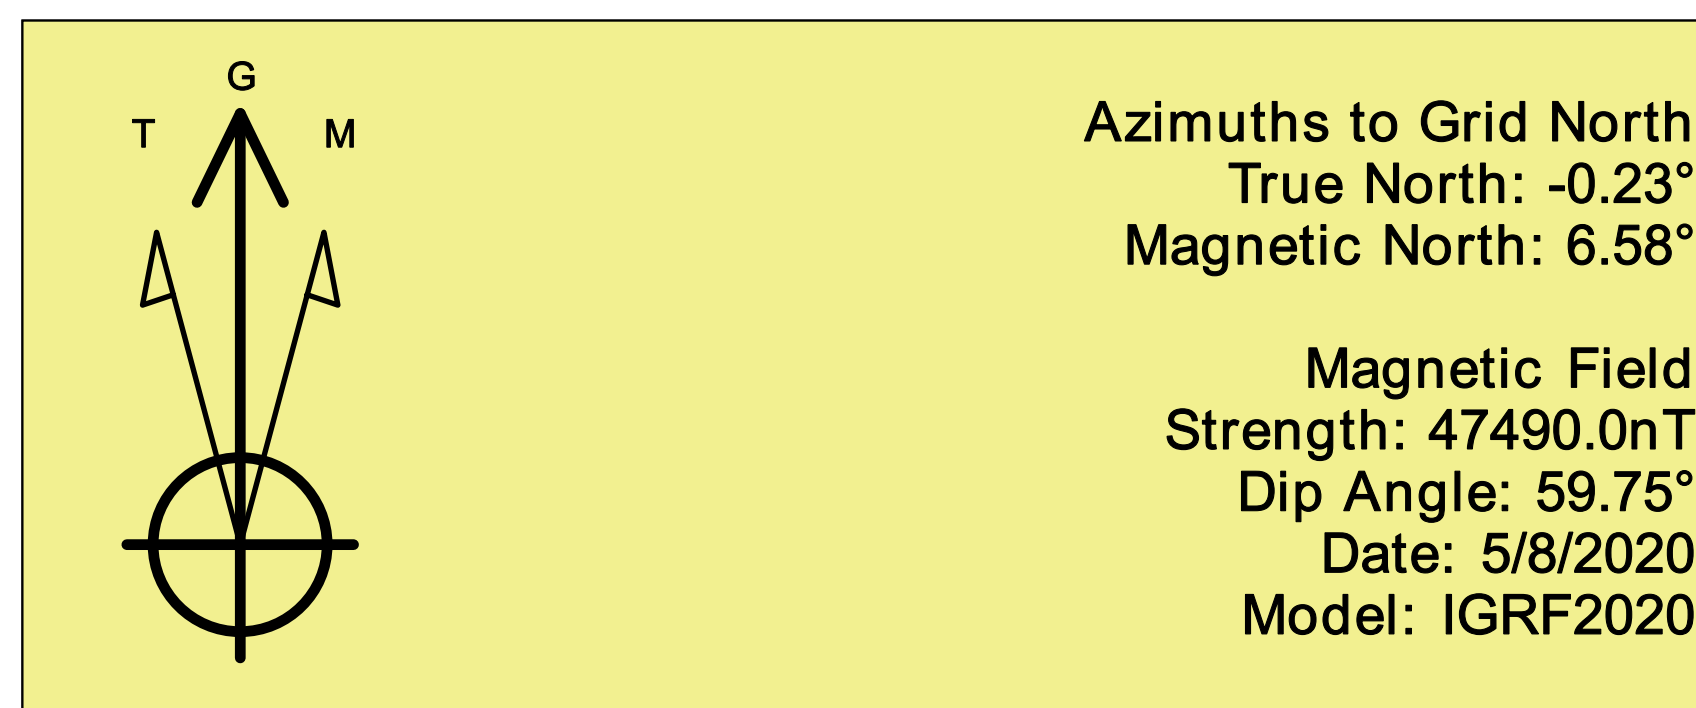 G
T M
Azimuths to Grid North
True North: -0.23°
Magnetic North: 6.58°
Magnetic Field
Strength: 47490.0nT
Dip Angle: 59.75°
Date: 5/8/2020
Model: IGRF2020